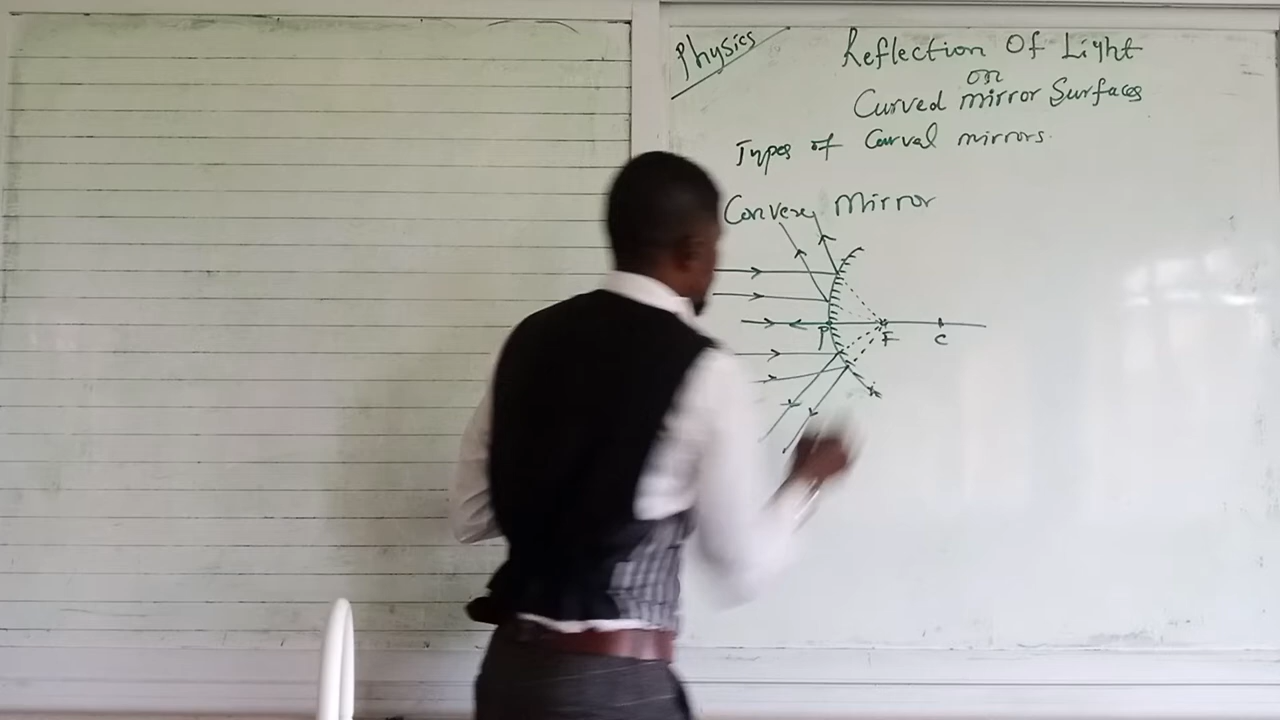 Physics
Reflection Of Light
on
Curved mirror Surfaces
Types of Curval mirrors.
Convex Mirror
P F C